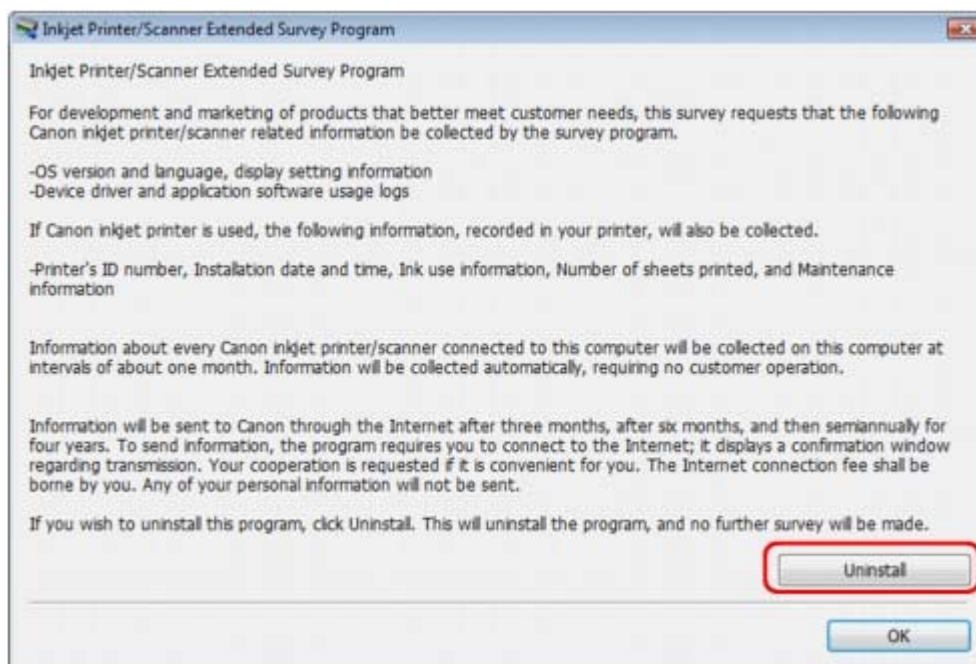 Inkjet Printer/Scanner Extended Survey Program
Inkjet Printer/Scanner Extended Survey Program
For development and marketing of products that better meet customer needs, this survey requests that the following
Canon inkjet printer/scanner related information be collected by the survey program.
-OS version and language, display setting information
-Device driver and application software usage logs
If Canon inkjet printer is used, the following information, recorded in your printer, will also be collected.
-Printer's ID number, Installation date and time, Ink use information, Number of sheets printed, and Maintenance
information
Information about every Canon inkjet printer/scanner connected to this computer will be collected on this computer at
intervals of about one month. Information will be collected automatically, requiring no customer operation.
Information will be sent to Canon through the Internet after three months, after six months, and then semiannually for
four years. To send information, the program requires you to connect to the Internet; it displays a confirmation window
regarding transmission. Your cooperation is requested if it is convenient for you. The Internet connection fee shall be
borne by you. Any of your personal information will not be sent.
If you wish to uninstall this program, click Uninstall. This will uninstall the program, and no further survey will be made.
Uninstall
OK